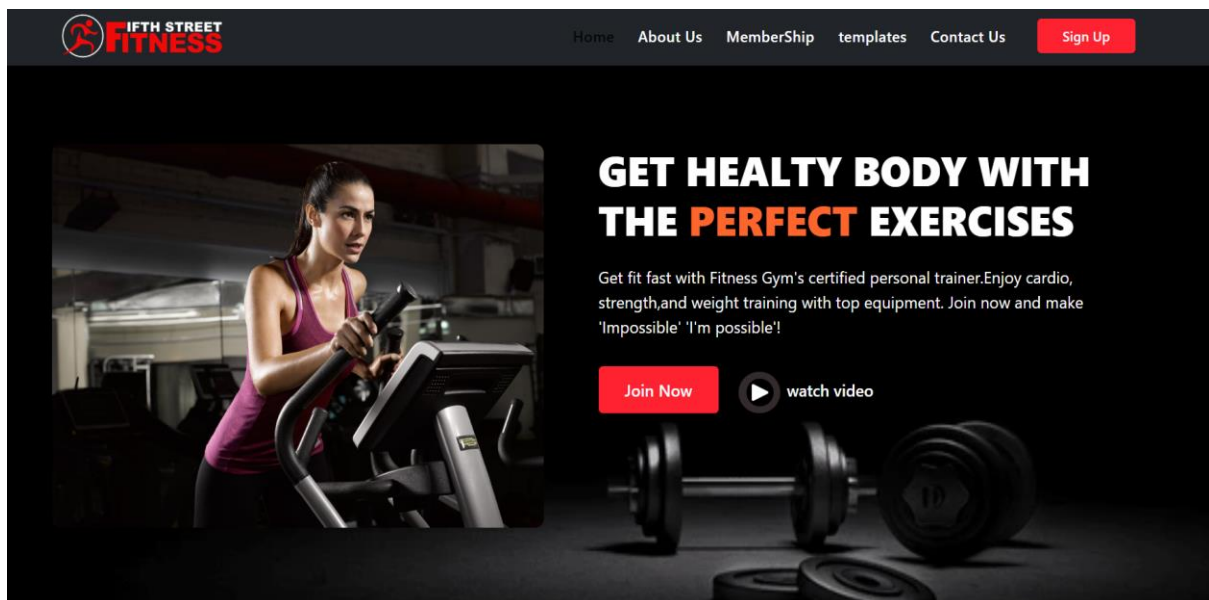 FIFTH STREET
FITNESS
Home About Us MemberShip templates Contact Us Sign Up
GET HEALTY BODY WITH
THE PERFECT EXERCISES
Get fit fast with Fitness Gym's certified personal trainer.Enjoy cardio,
strength,and weight training with top equipment. Join now and make
'Impossible' 'I'm possible'!
Join Now watch video